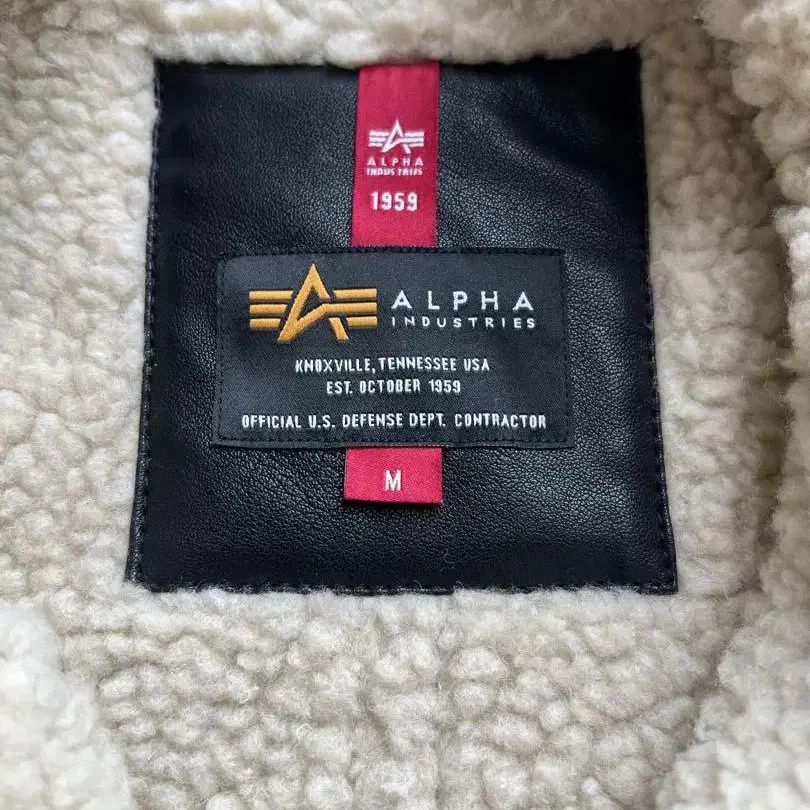 ALPHA
INDUSTRIES
1959
ALPHA
INDUSTRIES
KNOXVILLE, TENNESSEE USA
EST. OCTOBER 1959
OFFICIAL U.S. DEFENSE DEPT. CONTRACTOR
M